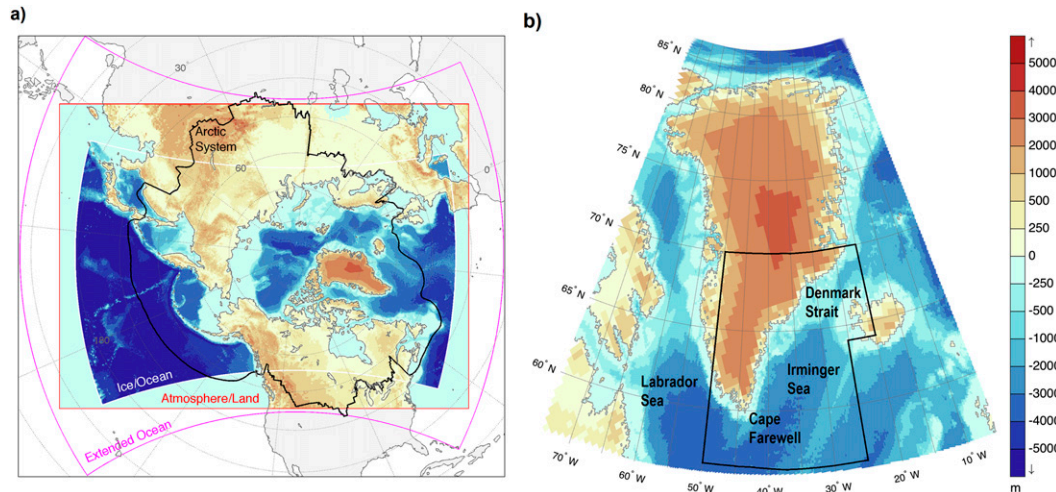 a)
30°
Arctic
System
60
0
180
Ice/Ocean
Atmosphere/Land
Extended Ocean
b)
85° N
80° N
75° N
70° N
65° N
60° N
Denmark
Strait
Irminger
Sea
Labrador
Sea
Cape
Farewell
70° W
60° W
50° W
40° W
30° W
20° W
10° W
↑
5000
4000
3000
2000
1000
500
250
0
-250
-500
-1000
-2000
-3000
-4000
-5000
↓
m